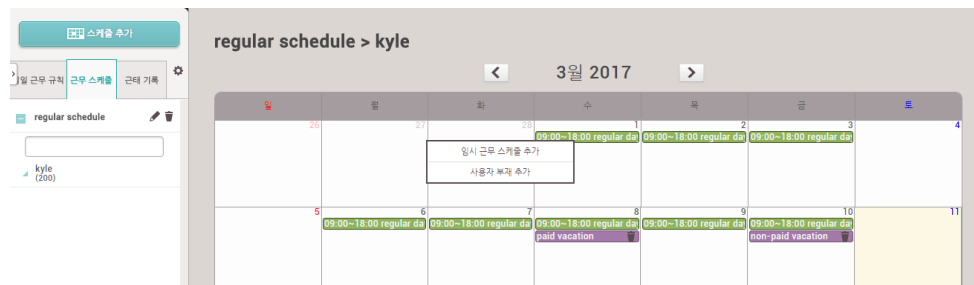 스케줄 추가
regular schedule > kyle
3월 2017
일 근무 규칙 근무 스케줄 근태 기록
일 월 화 수 목 금 토
regular schedule
26 27 28 1 2 3 4
09:00~18:00 regular day 09:00~18:00 regular day 09:00~18:00 regular day
임시 근무 스케줄 추가
사용자 부재 추가
kyle
(200)
5 6 7 8 9 10 11
09:00~18:00 regular day 09:00~18:00 regular day 09:00~18:00 regular day 09:00~18:00 regular day 09:00~18:00 regular day
paid vacation non-paid vacation